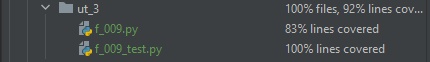 ut_3 100% files, 92% lines cov...
f_009.py 83% lines covered
f_009_test.py 100% lines covered